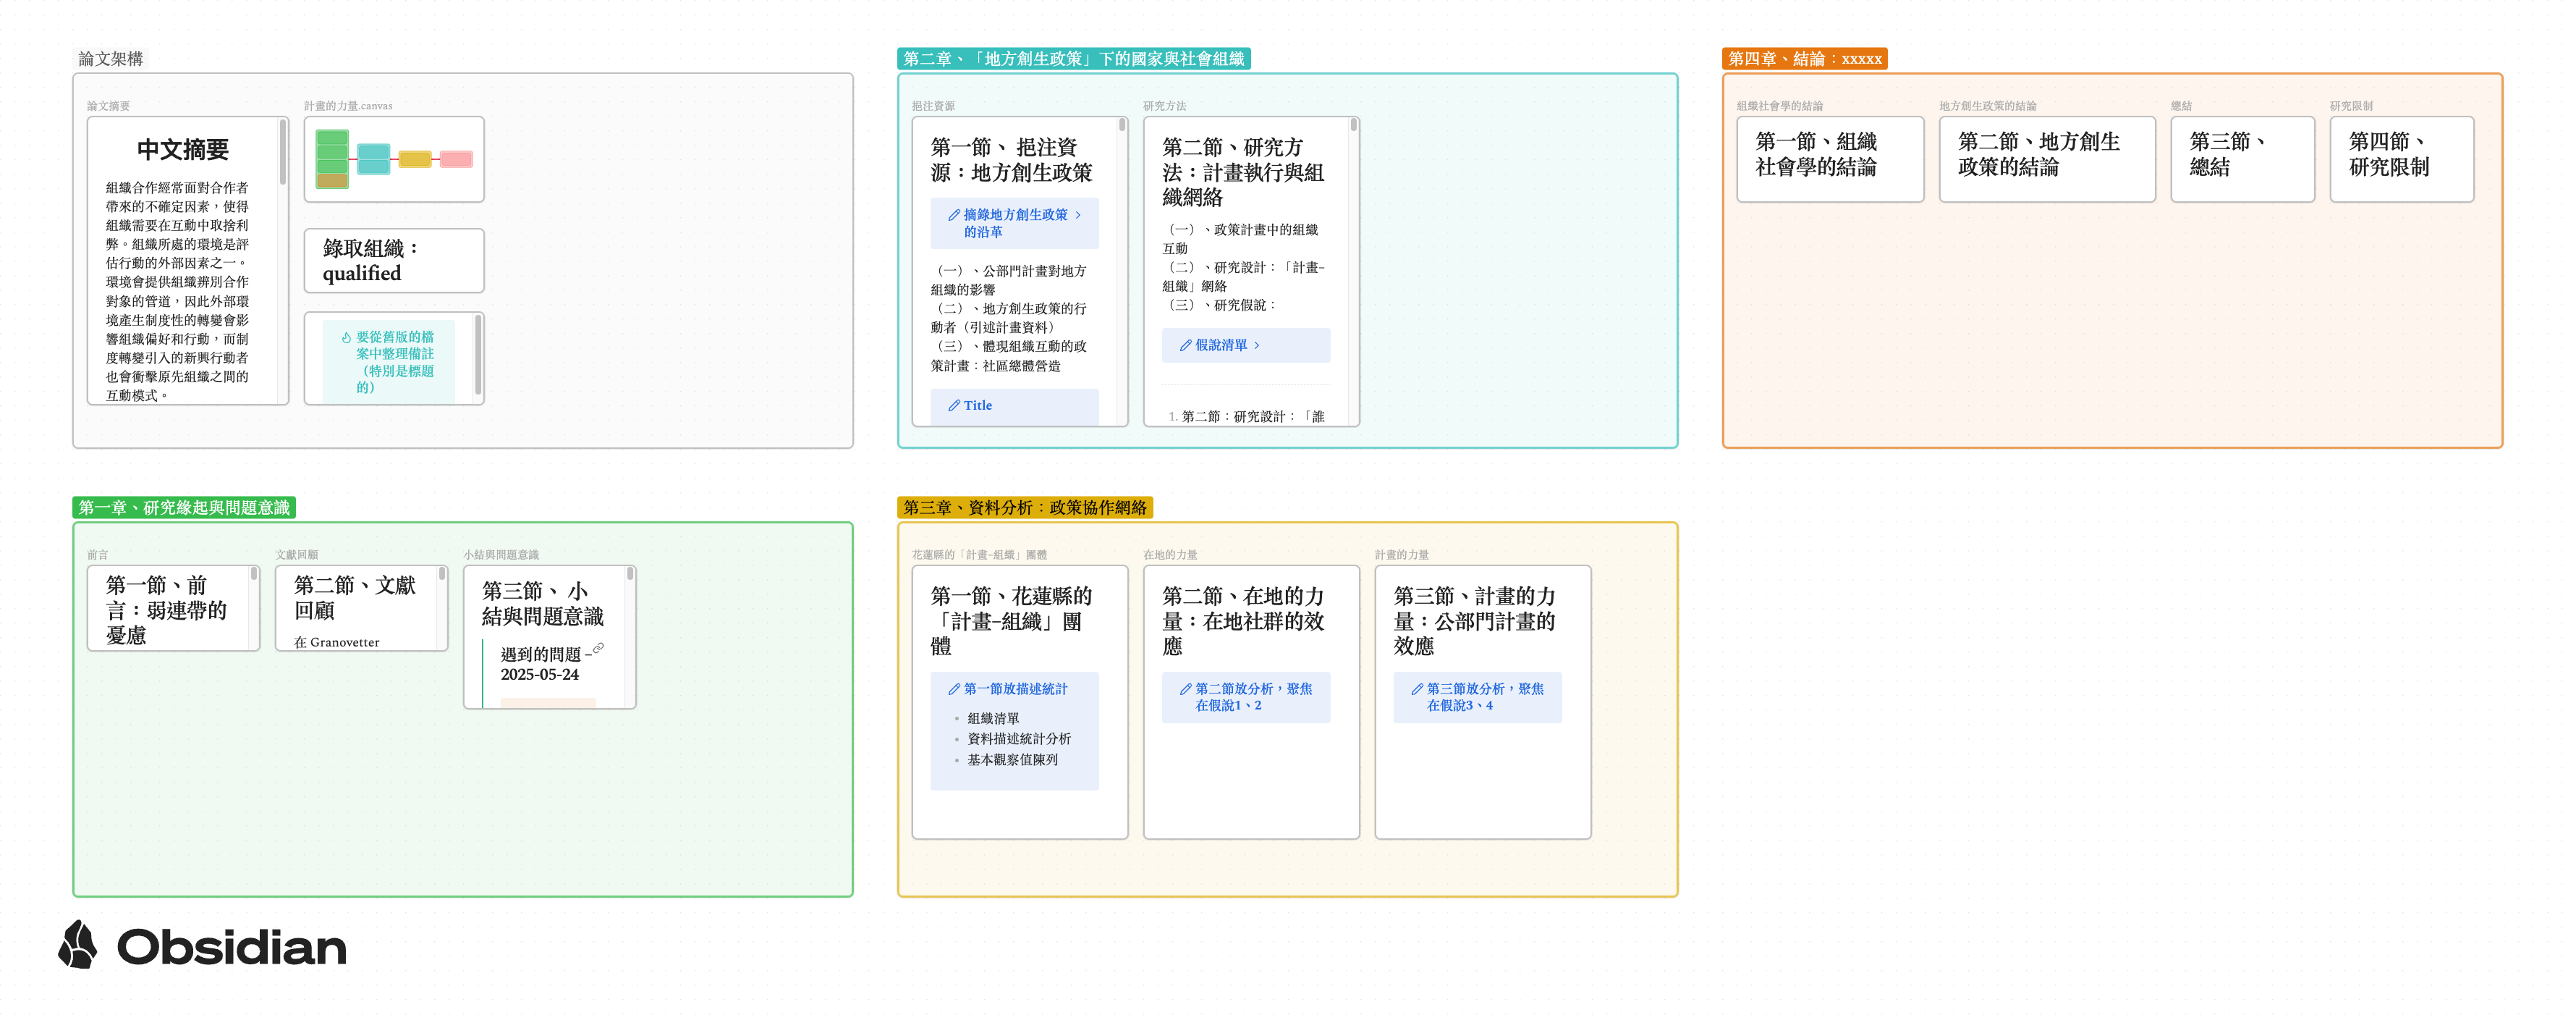 論文架構
論文摘要
中文摘要
組織合作經常面對合作者
帶來的不確定因素，使得
組織需要在互動中取捨利
弊。組織所處的環境是評
估行動的外部因素之一。
環境會提供組織辨別合作
對象的管道，因此外部環
境產生制度性的轉變會影
響組織偏好和行動，而制
度轉變引入的新興行動者
也會衝擊原先組織之間的
互動模式。
計畫的力量.canvas
錄取組織：
qualified
要從舊版的檔
案中整理備註
（特別是標題
的）
第二章、「地方創生政策」下的國家與社會組織
挹注資源
第一節、 挹注資
源：地方創生政策
摘錄地方創生政策
的沿革
（一）、公部門計畫對地方
組織的影響
（二）、地方創生政策的行
動者（引述計畫資料）
（三）、體現組織互動的政
策計畫：社區總體營造
Title
研究方法
第二節、研究方
法：計畫執行與組
織網絡
（一）、政策計畫中的組織
互動
（二）、研究設計：「計畫-
組織」網絡
（三）、研究假說：
假說清單
1. 第二節：研究設計：「誰
第四章、結論：xxxxx
組織社會學的結論
第一節、組織
社會學的結論
地方創生政策的結論
第二節、地方創生
政策的結論
總結
第三節、
總結
研究限制
第四節、
研究限制
第一章、研究緣起與問題意識
前言
第一節、前
言：弱連帶的
憂慮
文獻回顧
第二節、文獻
回顧
在 Granovetter
小結與問題意識
第三節、 小
結與問題意識
遇到的問題 -
2025-05-24
第三章、資料分析：政策協作網絡
花蓮縣的「計畫-組織」團體
第一節、花蓮縣的
「計畫-組織」團
體
第一節放描述統計
• 組織清單
• 資料描述統計分析
• 基本觀察值陳列
在地的力量
第二節、在地的力
量：在地社群的效
應
第二節放分析，聚焦
在假說1、2
計畫的力量
第三節、計畫的力
量：公部門計畫的
效應
第三節放分析，聚焦
在假說3、4
Obsidian